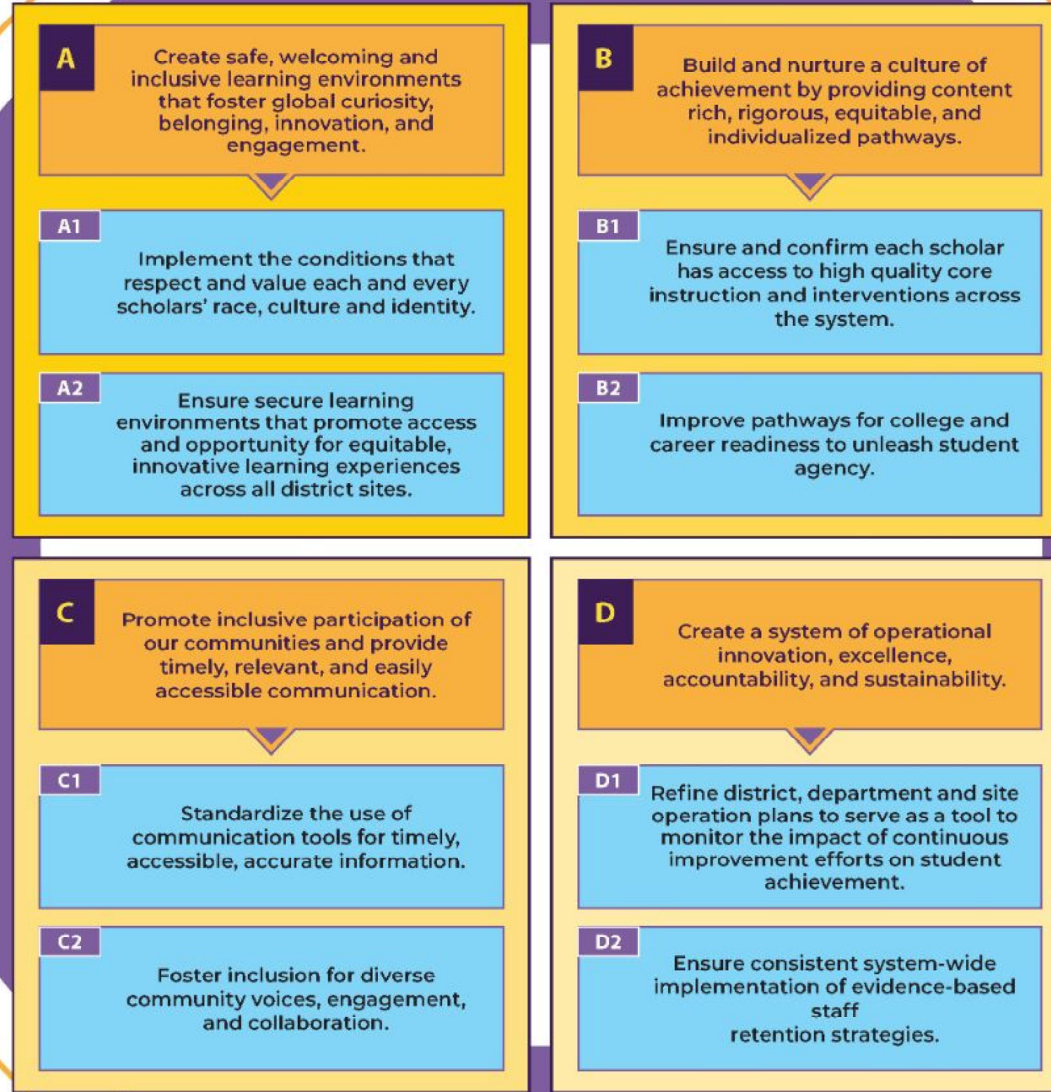 A
Create safe, welcoming and
inclusive learning environments
that foster global curiosity,
belonging, innovation, and
engagement.
A1
Implement the conditions that
respect and value each and every
scholars' race, culture and identity.
A2
Ensure secure learning
environments that promote access
and opportunity for equitable,
innovative learning experiences
across all district sites.
B
Build and nurture a culture of
achievement by providing content
rich, rigorous, equitable, and
individualized pathways.
B1
Ensure and confirm each scholar
has access to high quality core
instruction and interventions across
the system.
B2
Improve pathways for college and
career readiness to unleash student
agency.
C
Promote inclusive participation of
our communities and provide
timely, relevant, and easily
accessible communication.
C1
Standardize the use of
communication tools for timely,
accessible, accurate information.
C2
Foster inclusion for diverse
community voices, engagement,
and collaboration.
D
Create a system of operational
innovation, excellence,
accountability, and sustainability.
D1
Refine district, department and site
operation plans to serve as a tool to
monitor the impact of continuous
improvement efforts on student
achievement.
D2
Ensure consistent system-wide
implementation of evidence-based
staff
retention strategies.